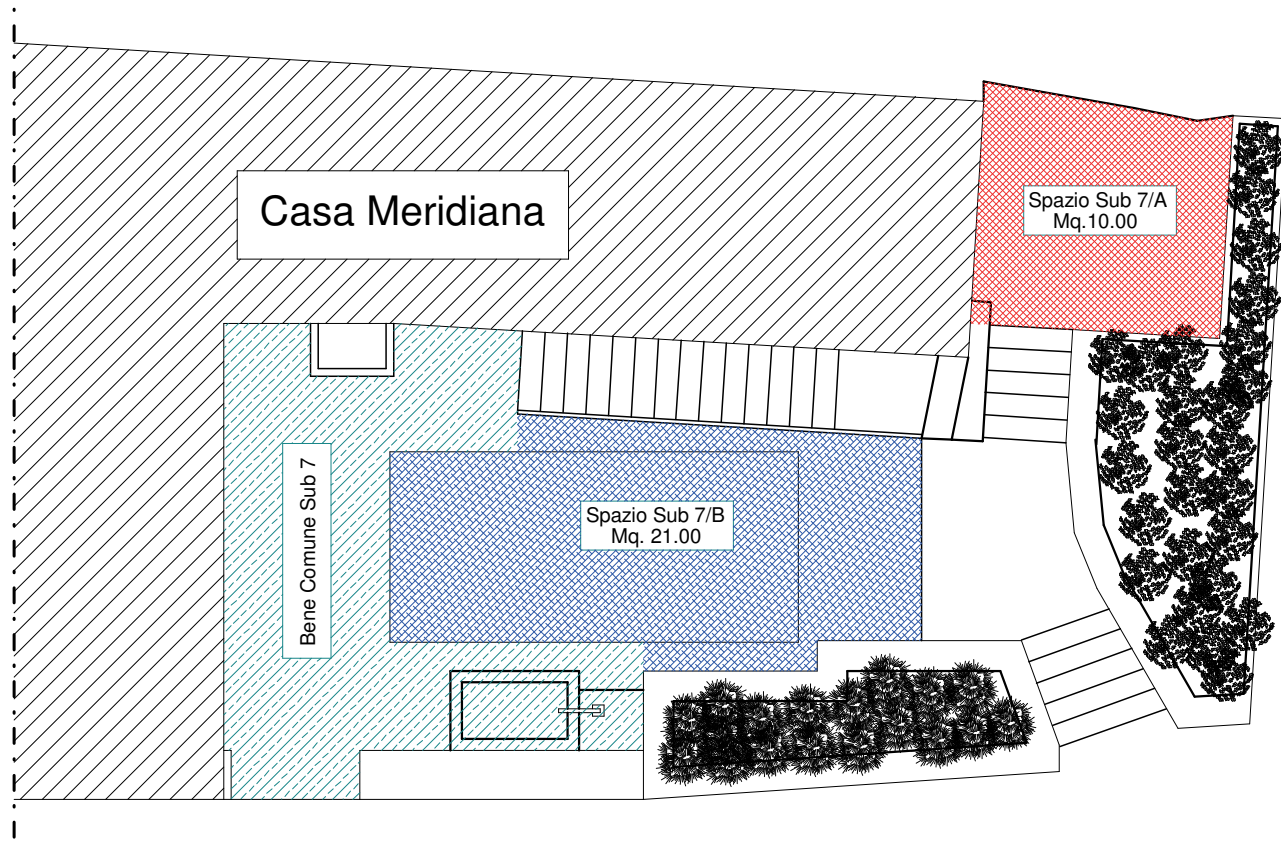 Casa Meridiana
Spazio Sub 7/A
Mq.10.00
Bene Comune Sub 7
Spazio Sub 7/B
Mq. 21.00